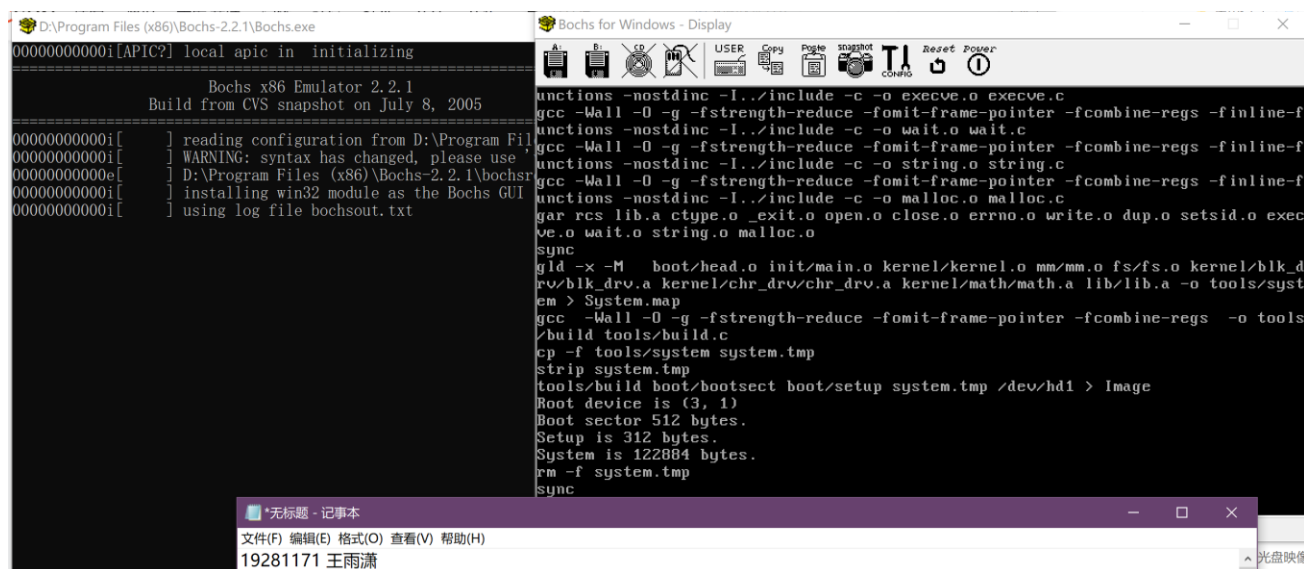 D:\Program Files (x86)\Bochs-2.2.1\Bochs.exe
00000000000i[APIC?] local apic in  initializing
========================================================================
Bochs x86 Emulator 2.2.1
Build from CVS snapshot on July 8, 2005
========================================================================
00000000000i[     ] reading configuration from D:\Program Fil
00000000000i[     ] WARNING: syntax has changed, please use '
00000000000e[     ] D:\Program Files (x86)\Bochs-2.2.1\bochsr
00000000000i[     ] installing win32 module as the Bochs GUI
00000000000i[     ] using log file bochsout.txt
Bochs for Windows - Display
A: B: CD USER Copy Paste snapshot CONFIG Reset Power
unctions -nostdinc -I../include -c -o execve.o execve.c
gcc -Wall -O -g -fstrength-reduce -fomit-frame-pointer -fcombine-regs -finline-f
unctions -nostdinc -I../include -c -o wait.o wait.c
gcc -Wall -O -g -fstrength-reduce -fomit-frame-pointer -fcombine-regs -finline-f
unctions -nostdinc -I../include -c -o string.o string.c
gcc -Wall -O -g -fstrength-reduce -fomit-frame-pointer -fcombine-regs -finline-f
unctions -nostdinc -I../include -c -o malloc.o malloc.c
gar rcs lib.a ctype.o _exit.o open.o close.o errno.o write.o dup.o setsid.o exec
ve.o wait.o string.o malloc.o
sync
gld -x -M   boot/head.o init/main.o kernel/kernel.o mm/mm.o fs/fs.o kernel/blk_d
rv/blk_drv.a kernel/chr_drv/chr_drv.a kernel/math/math.a lib/lib.a -o tools/syst
em > System.map
gcc  -Wall -O -g -fstrength-reduce -fomit-frame-pointer -fcombine-regs  -o tools
/build tools/build.c
cp -f tools/system system.tmp
strip system.tmp
tools/build boot/bootsect boot/setup system.tmp /dev/hd1 > Image
Root device is (3, 1)
Boot sector 512 bytes.
Setup is 312 bytes.
System is 122884 bytes.
rm -f system.tmp
sync
*无标题 - 记事本
文件(F) 编辑(E) 格式(O) 查看(V) 帮助(H)
19281171 王雨潇
光盘映像